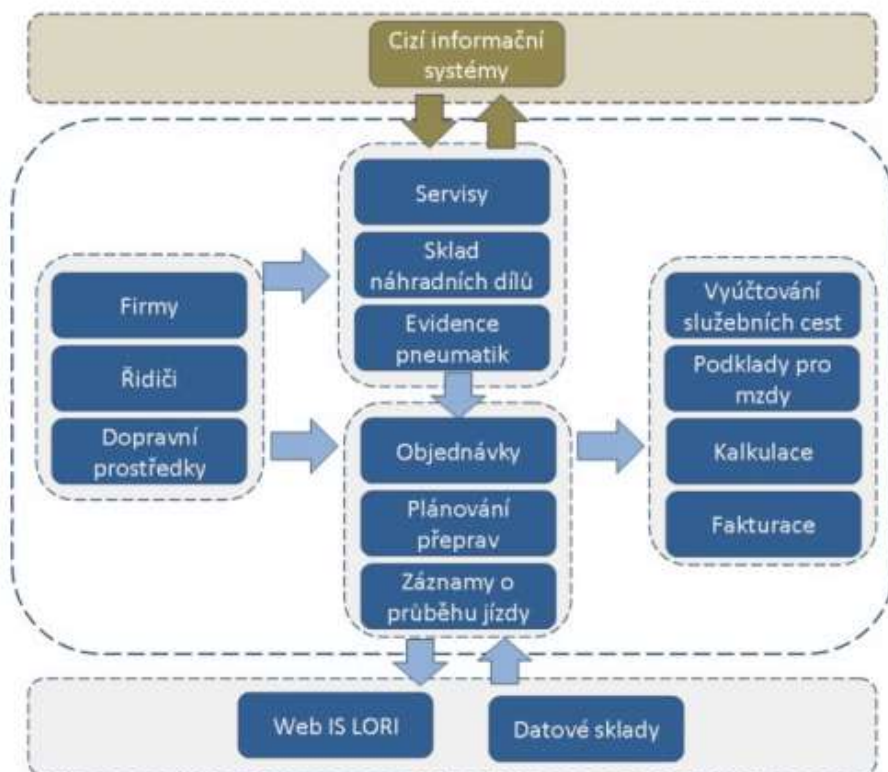 Cizí informační
systémy
Servisy
Sklad
náhradních dílů
Evidence
pneumatik
Firmy
Řidiči
Dopravní
prostředky
Objednávky
Plánování
přeprav
Záznamy o
průběhu jízdy
Vyúčtování
služebních cest
Podklady pro
mzdy
Kalkulace
Fakturace
Web IS LORI
Datové sklady